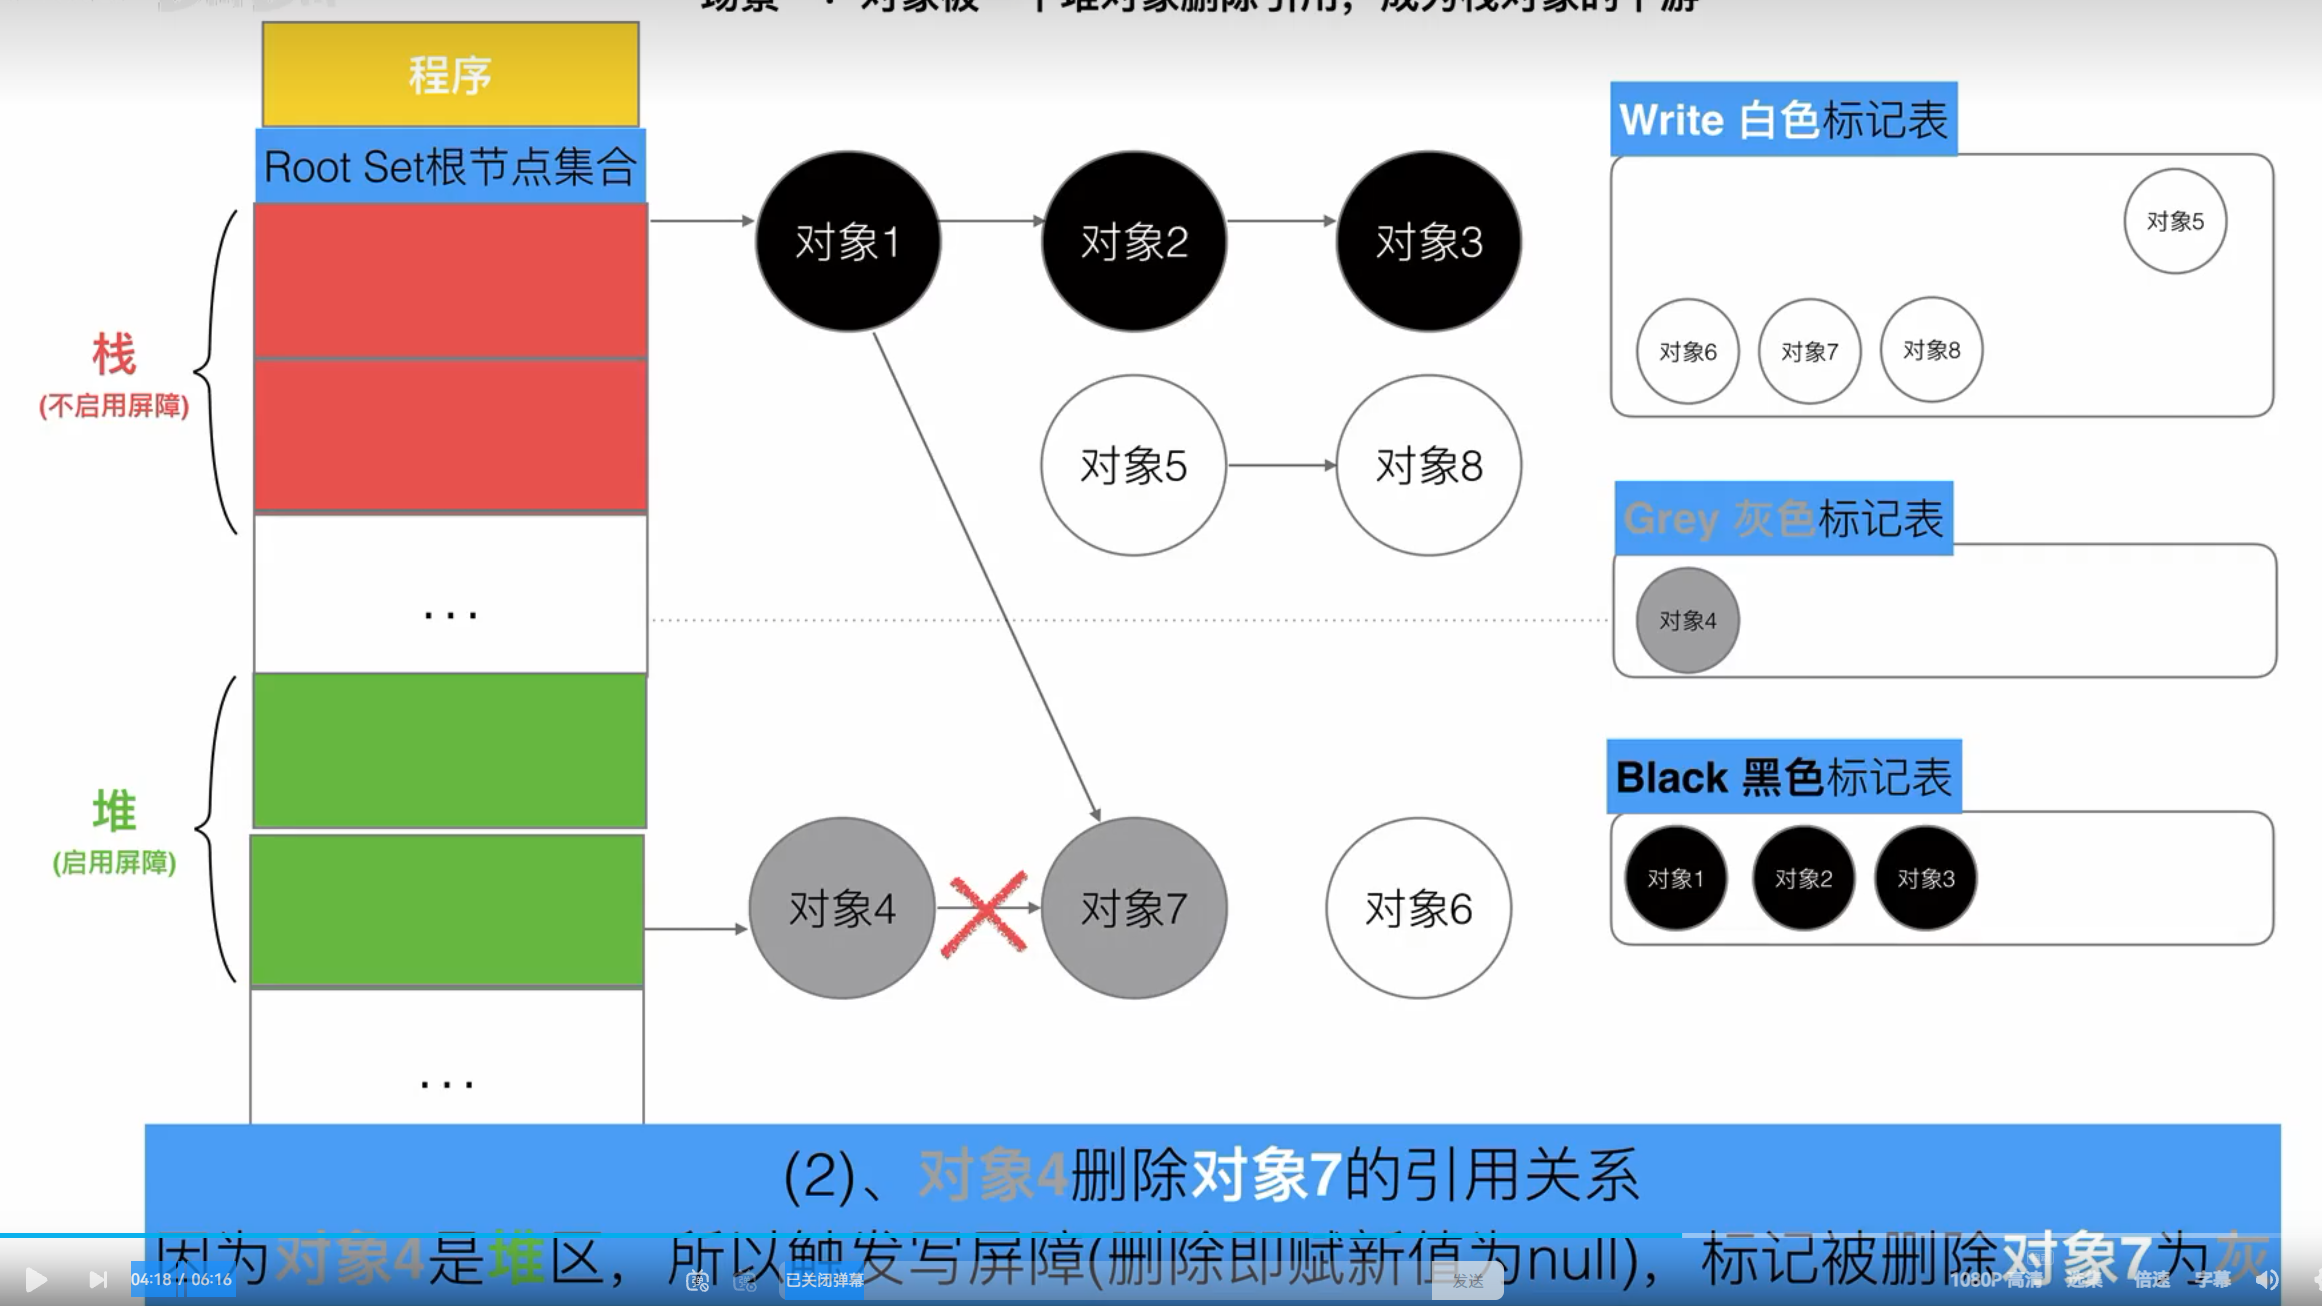 程序
Root Set根节点集合
栈
(不启用屏障)
...
堆
(启用屏障)
...
对象1
对象2
对象3
对象5
对象8
对象4
对象7
对象6
Write 白色标记表
对象5
对象6
对象7
对象8
Grey 灰色标记表
对象4
Black 黑色标记表
对象1
对象2
对象3
(2)、对象4删除对象7的引用关系
因为对象4是堆区，所以触发写屏障(删除即赋新值为null)，标记被删除对象7为灰
04:18 / 06:16
已关闭弹幕
发送
1080P 高清
选集
倍速
字幕